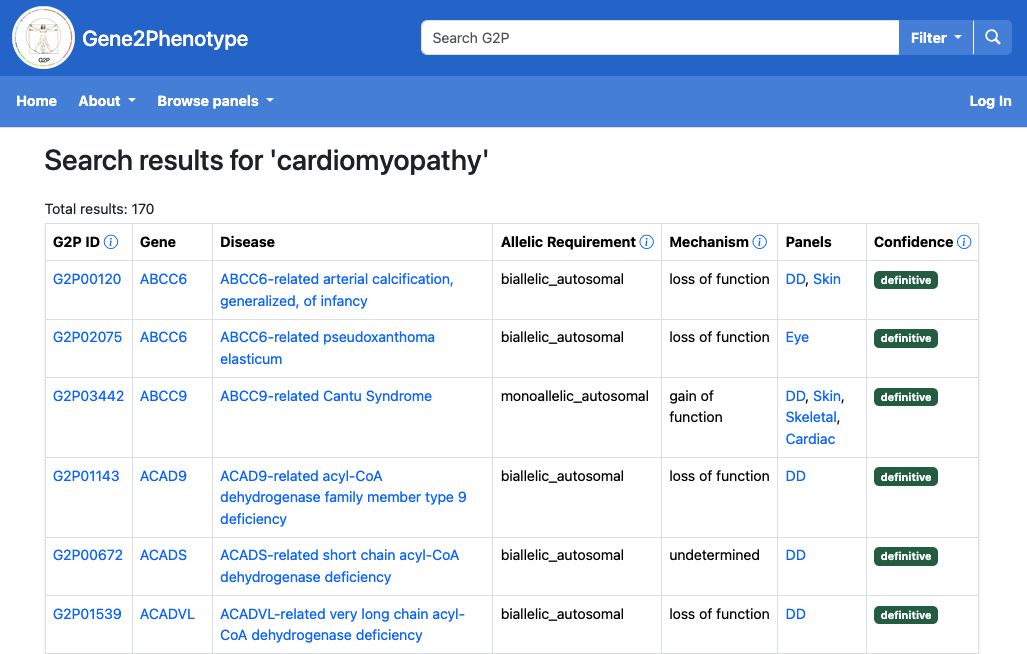 G2P
Gene2Phenotype
Search G2P
Filter
Home About Browse panels Log In
Search results for 'cardiomyopathy'
Total results: 170
G2P ID Gene Disease Allelic Requirement Mechanism Panels Confidence
G2P00120 ABCC6 ABCC6-related arterial calcification, biallelic_autosomal loss of function DD, Skin definitive
generalized, of infancy
G2P02075 ABCC6 ABCC6-related pseudoxanthoma biallelic_autosomal loss of function Eye definitive
elasticum
G2P03442 ABCC9 ABCC9-related Cantu Syndrome monoallelic_autosomal gain of DD, Skin, definitive
function Skeletal,
Cardiac
G2P01143 ACAD9 ACAD9-related acyl-CoA biallelic_autosomal loss of function DD definitive
dehydrogenase family member type 9
deficiency
G2P00672 ACADS ACADS-related short chain acyl-CoA biallelic_autosomal undetermined DD definitive
dehydrogenase deficiency
G2P01539 ACADVL ACADVL-related very long chain acyl- biallelic_autosomal loss of function DD definitive
CoA dehydrogenase deficiency